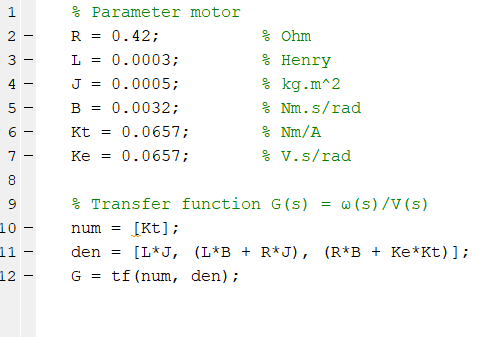 1 % Parameter motor
2 - R = 0.42; % Ohm
3 - L = 0.0003; % Henry
4 - J = 0.0005; % kg.m^2
5 - B = 0.0032; % Nm.s/rad
6 - Kt = 0.0657; % Nm/A
7 - Ke = 0.0657; % V.s/rad
8
9 % Transfer function G(s) = ω(s)/V(s)
10 - num = [Kt];
11 - den = [L*J, (L*B + R*J), (R*B + Ke*Kt)];
12 - G = tf(num, den);